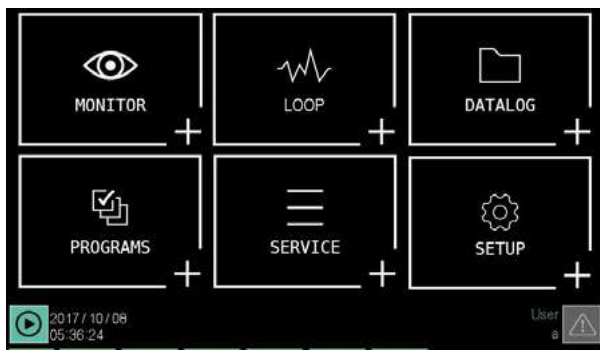 MONITOR
LOOP
DATALOG
PROGRAMS
SERVICE
SETUP
2017/10/08
05:36:24
User
a